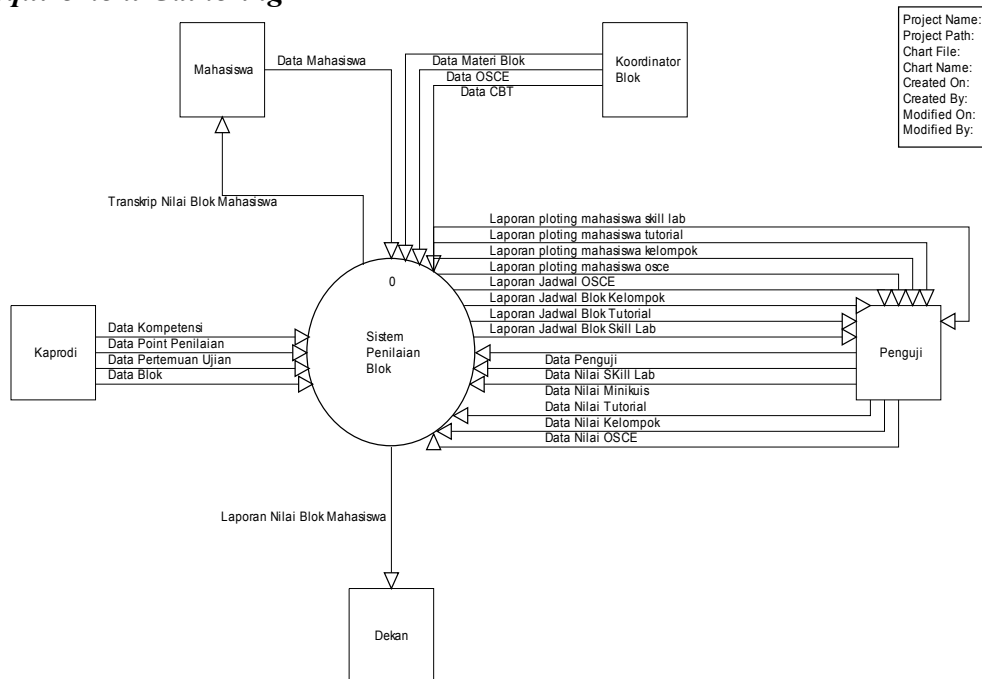 Project Name:
Project Path:
Chart File:
Chart Name:
Created On:
Created By:
Modified On:
Modified By:
Mahasiswa
Data Mahasiswa
Data Materi Blok
Data OSCE
Data CBT
Koordinator
Blok
Transkrip Nilai Blok Mahasiswa
Laporan ploting mahasiswa skill lab
Laporan ploting mahasiswa tutorial
Laporan ploting mahasiswa kelompok
Laporan ploting mahasiswa osce
Laporan Jadwal OSCE
Laporan Jadwal Blok Kelompok
Laporan Jadwal Blok Tutorial
Laporan Jadwal Blok Skill Lab
0
Sistem
Penilaian
Blok
Kaprodi
Data Kompetensi
Data Point Penilaian
Data Pertemuan Ujian
Data Blok
Penguji
Data Penguji
Data Nilai SKill Lab
Data Nilai Minikuis
Data Nilai Tutorial
Data Nilai Kelompok
Data Nilai OSCE
Laporan Nilai Blok Mahasiswa
Dekan